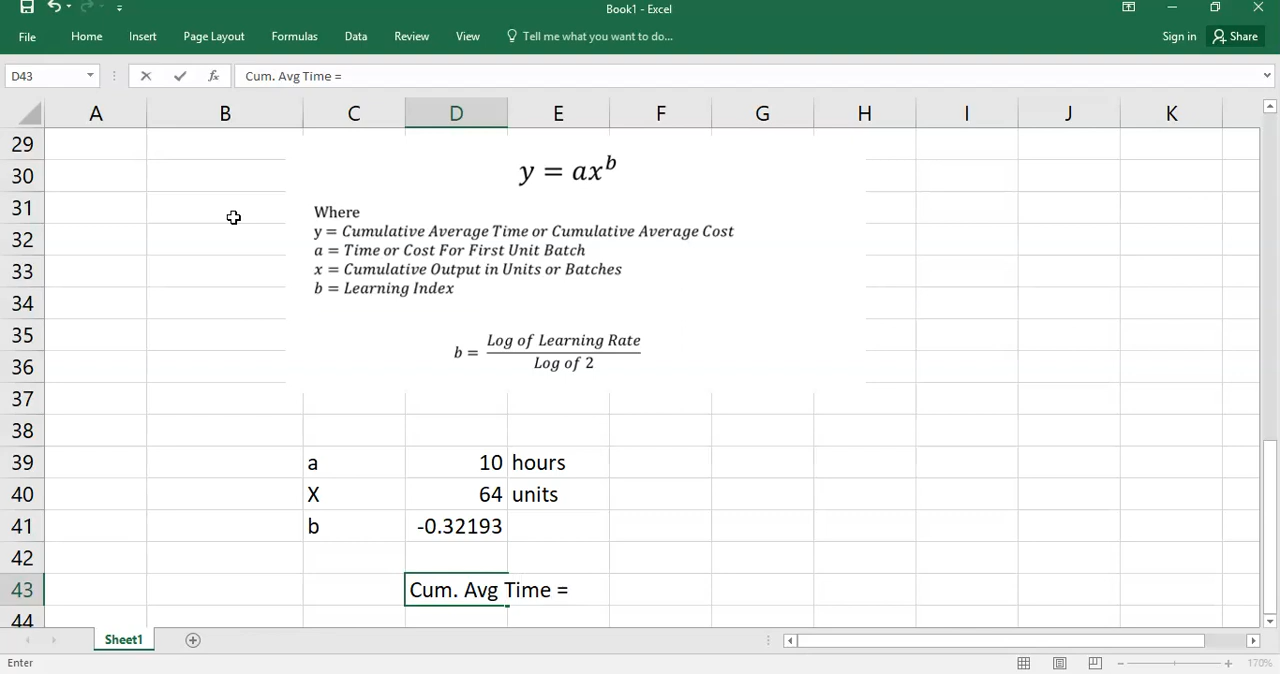 Book1 - Excel
File Home Insert Page Layout Formulas Data Review View Tell me what you want to do... Sign in Share
D43 fx Cum. Avg Time =
A B C D E F G H I J K
29
30 y = ax^b
31 Where
y = Cumulative Average Time or Cumulative Average Cost
32 a = Time or Cost For First Unit Batch
33 x = Cumulative Output in Units or Batches
b = Learning Index
34
35 Log of Learning Rate
b =
36 Log of 2
37
38
39 a 10 hours
40 X 64 units
41 b -0.32193
42
43 Cum. Avg Time =
44
Sheet1
Enter 170%